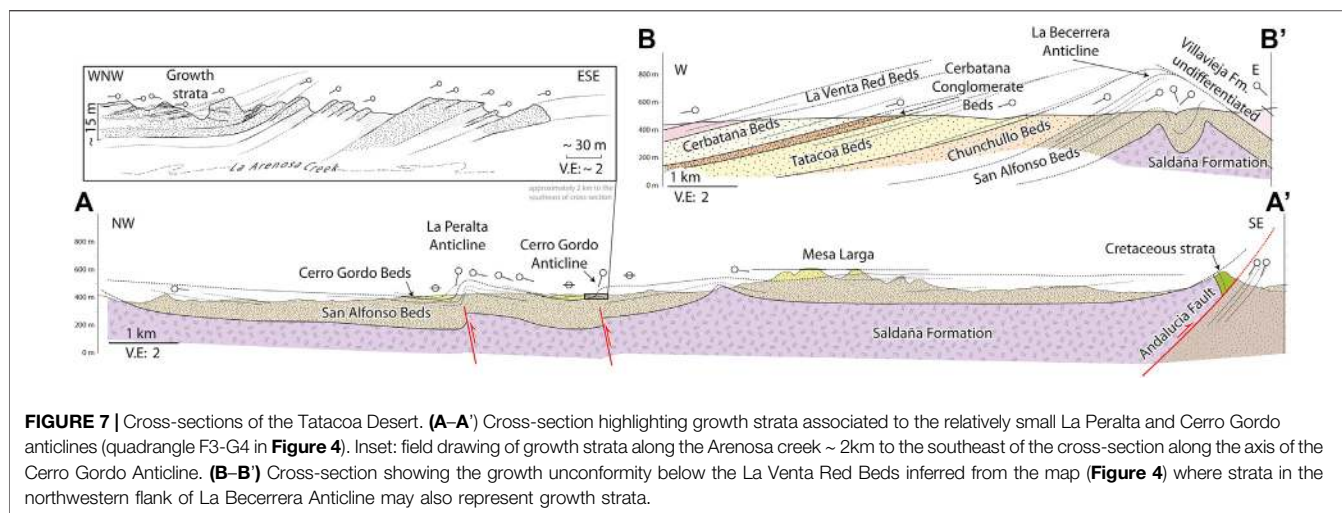 B
B'
W
E
La Becerrera
Anticline
Villavieja Fm.
undifferentiated
La Venta Red Beds
Cerbatana
Conglomerate
Beds
Cerbatana Beds
Tatacoa Beds
Chunchullo Beds
San Alfonso Beds
Saldaña Formation
800 m
600 m
400 m
200 m
0 m
1 km
V.E: 2
WNW
Growth
strata
ESE
~ 15 m
La Arenosa Creek
~ 30 m
V.E: ~ 2
approximately 2 km to the
southeast of cross-section
A
A'
NW
SE
La Peralta
Anticline
Cerro Gordo
Anticline
Cerro Gordo Beds
San Alfonso Beds
Mesa Larga
Cretaceous strata
Saldaña Formation
Andalucia Fault
800 m
600 m
400 m
200 m
0 m
1 km
V.E: 2
FIGURE 7 | Cross-sections of the Tatacoa Desert. (A–A') Cross-section highlighting growth strata associated to the relatively small La Peralta and Cerro Gordo
anticlines (quadrangle F3-G4 in Figure 4). Inset: field drawing of growth strata along the Arenosa creek ~ 2km to the southeast of the cross-section along the axis of the
Cerro Gordo Anticline. (B–B') Cross-section showing the growth unconformity below the La Venta Red Beds inferred from the map (Figure 4) where strata in the
northwestern flank of La Becerrera Anticline may also represent growth strata.